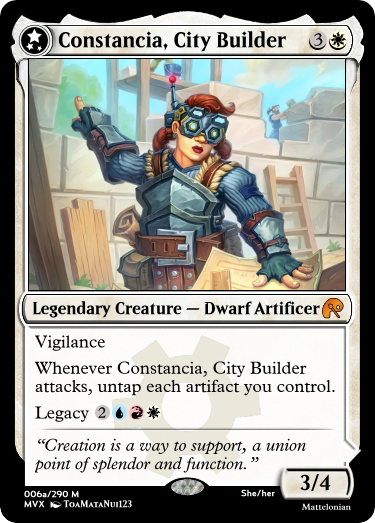 Constancia, City Builder 3
Legendary Creature — Dwarf Artificer
Vigilance
Whenever Constancia, City Builder
attacks, untap each artifact you control.
Legacy 2
“Creation is a way to support, a union
point of splendor and function.”
3/4
006a/290 M She/her
MVX ToaMataNui123 Mattelonian